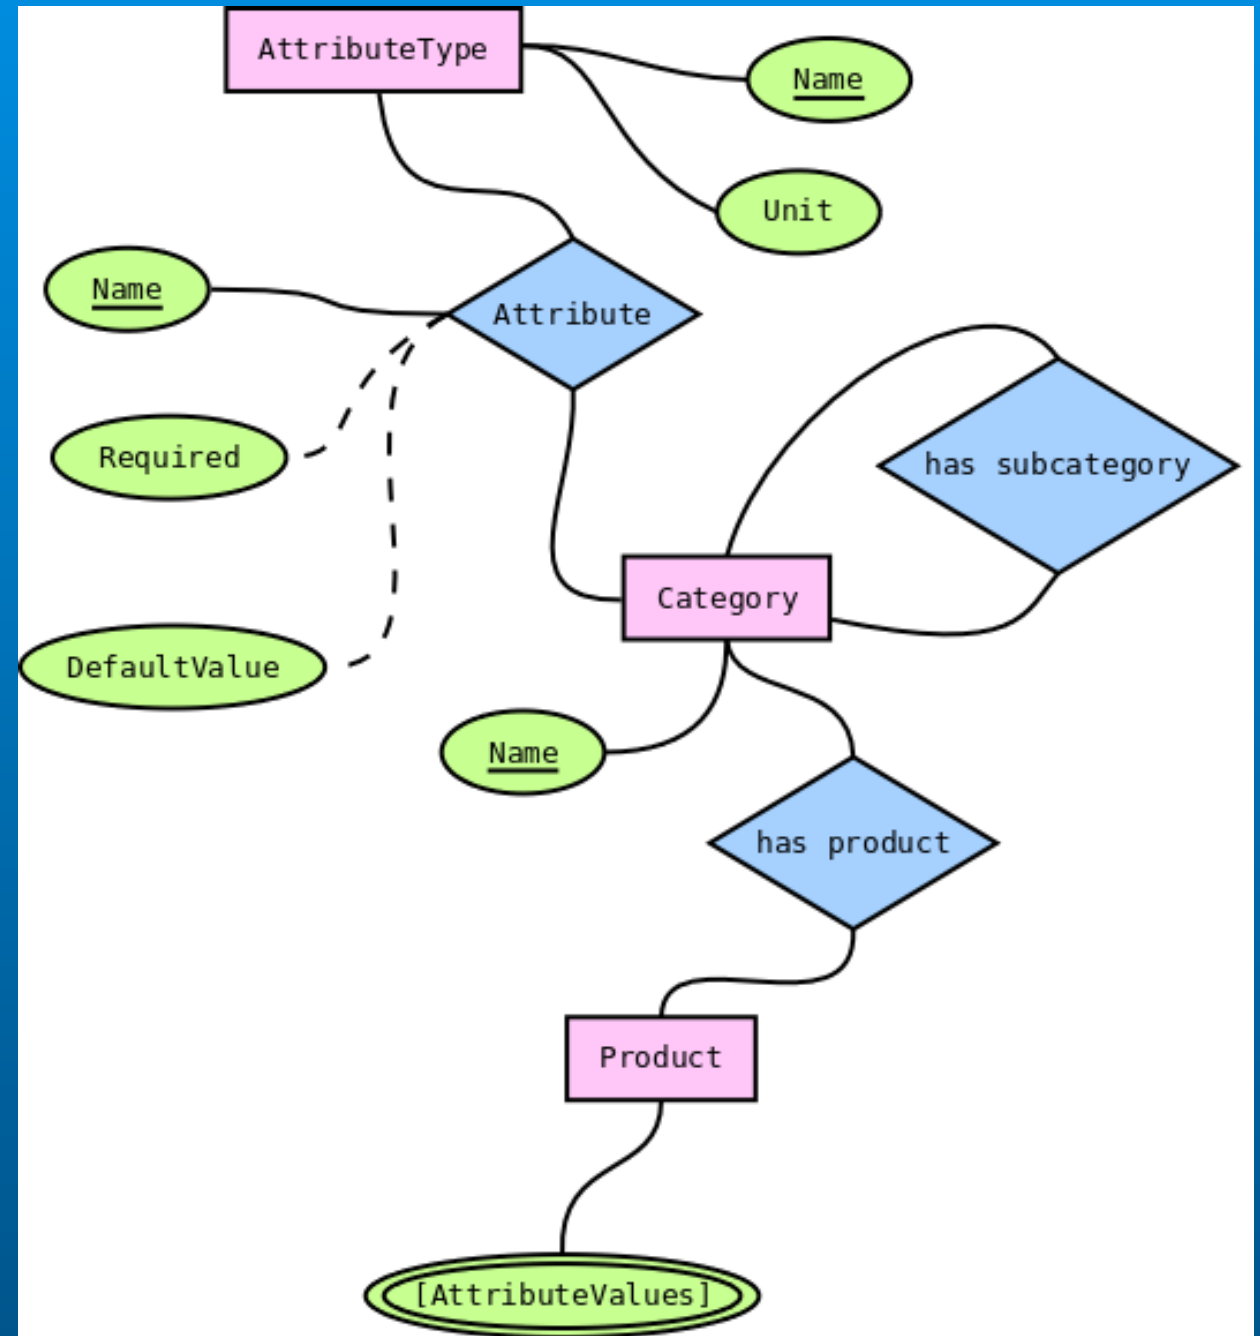 AttributeType
Name
Unit
Name
Attribute
Required
has subcategory
Category
DefaultValue
Name
has product
Product
[AttributeValues]